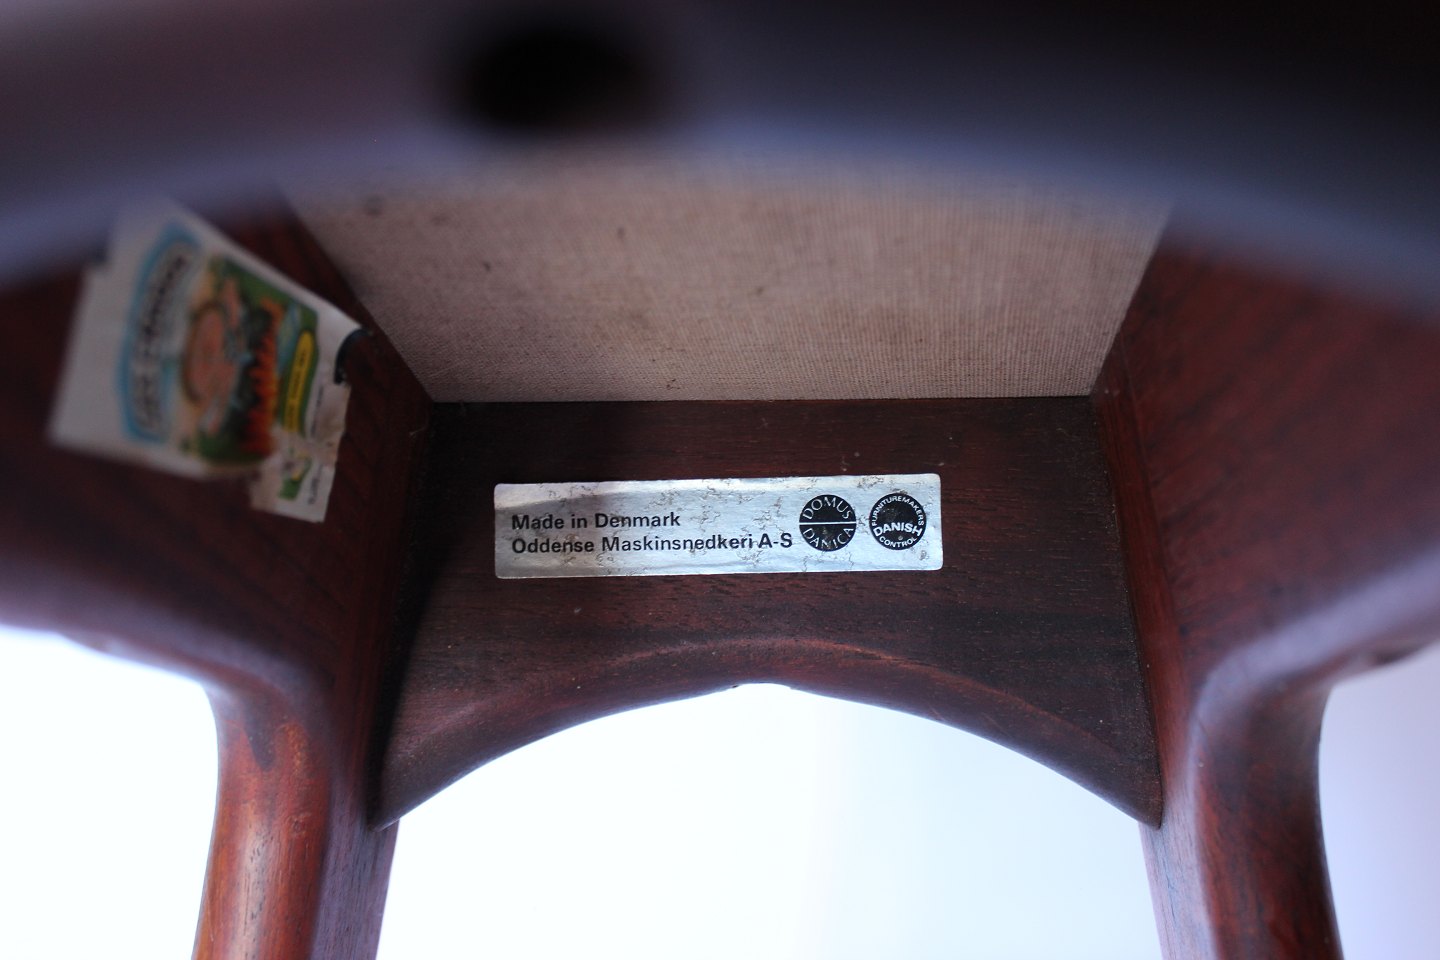 Made in Denmark
Oddense Maskinsnedkeri A-S
DOMUS
DANICA
FURNITUREMAKERS
DANISH
CONTROL